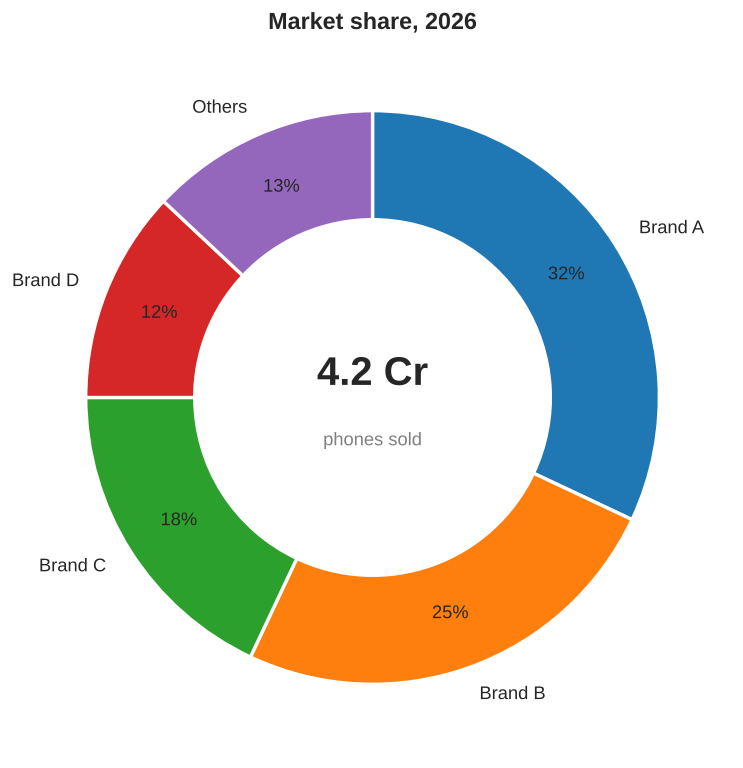 Market share, 2026
Others
13%
Brand A
32%
Brand D
12%
4.2 Cr
phones sold
18%
Brand C
25%
Brand B